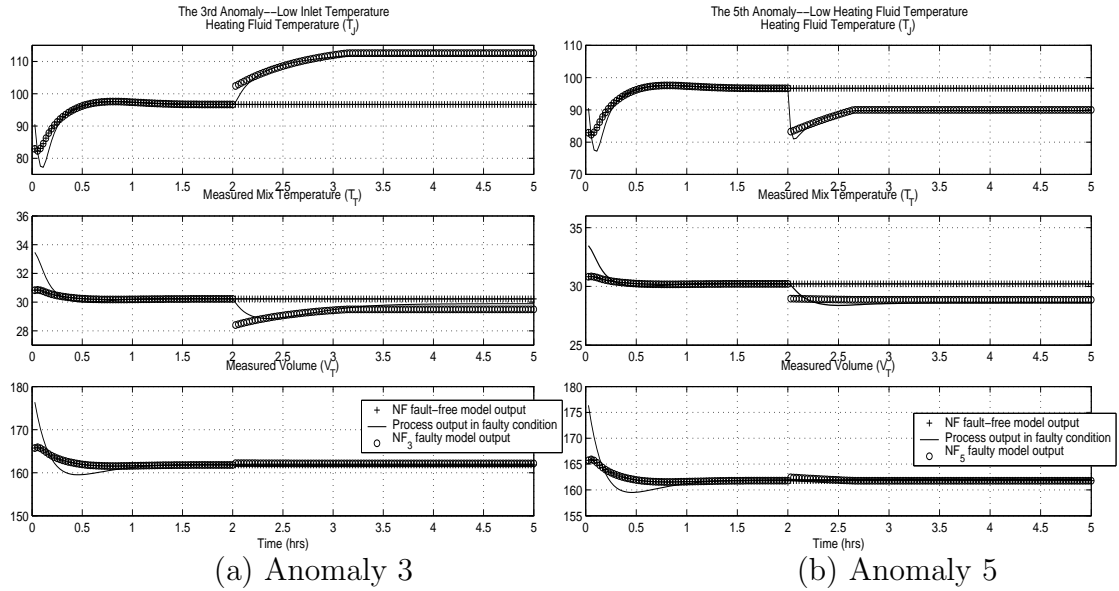 The 3rd Anomaly−−Low Inlet Temperature
Heating Fluid Temperature (T_J)
110
100
90
80
0 0.5 1 1.5 2 2.5 3 3.5 4 4.5 5
Measured Mix Temperature (T_T)
36
34
32
30
28
0 0.5 1 1.5 2 2.5 3 3.5 4 4.5 5
Measured Volume (V_T)
180
170
160
150
0 0.5 1 1.5 2 2.5 3 3.5 4 4.5 5
Time (hrs)
NF fault−free model output
Process output in faulty condition
NF_3 faulty model output
(a) Anomaly 3
The 5th Anomaly−−Low Heating Fluid Temperature
Heating Fluid Temperature (T_J)
110
100
90
80
70
0 0.5 1 1.5 2 2.5 3 3.5 4 4.5 5
Measured Mix Temperature (T_T)
35
30
25
0 0.5 1 1.5 2 2.5 3 3.5 4 4.5 5
Measured Volume (V_T)
180
175
170
165
160
155
0 0.5 1 1.5 2 2.5 3 3.5 4 4.5 5
Time (hrs)
NF fault−free model output
Process output in faulty condition
NF_5 faulty model output
(b) Anomaly 5